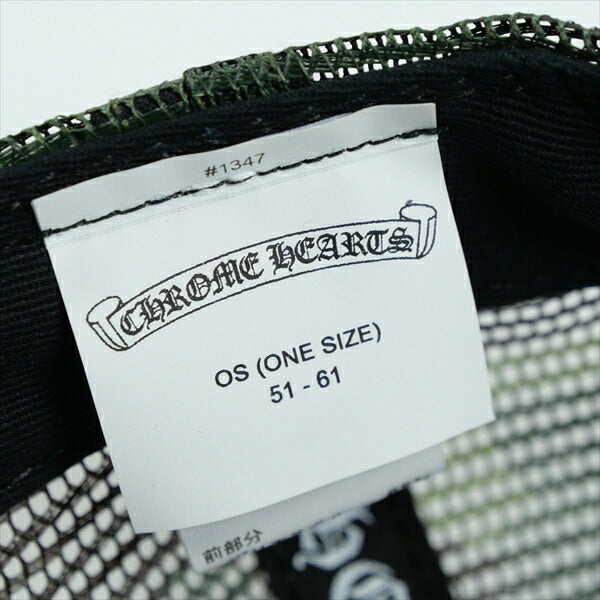 #1347
CHROME HEARTS
OS (ONE SIZE)
51 - 61
前部分